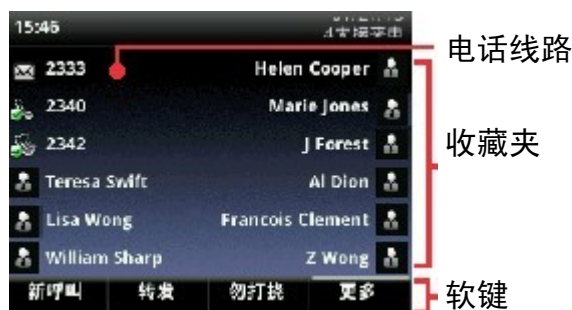 15:46
电话线路
2333 Helen Cooper
2340 Marie Jones
2342 J Forest
收藏夹
Teresa Swift Al Dion
Lisa Wong Francois Clement
William Sharp Z Wong
新呼叫 转发 勿打扰 更多
软键